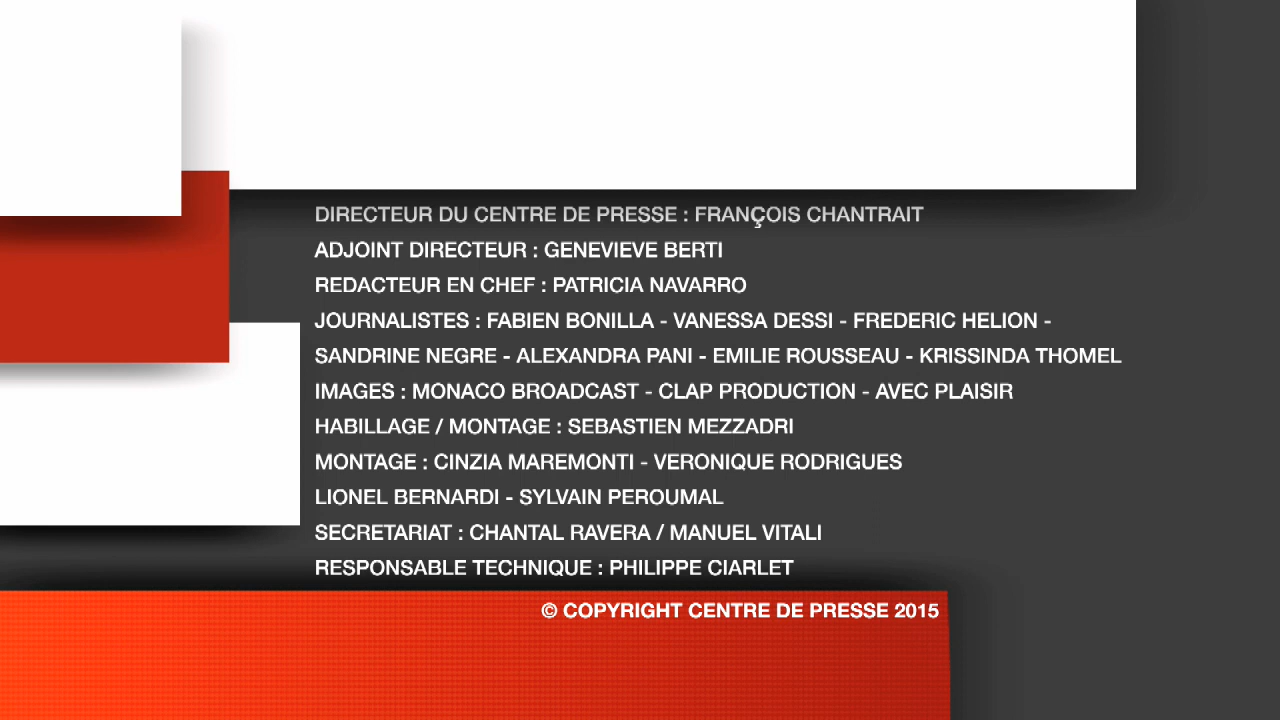 DIRECTEUR DU CENTRE DE PRESSE : FRANÇOIS CHANTRAIT
ADJOINT DIRECTEUR : GENEVIEVE BERTI
REDACTEUR EN CHEF : PATRICIA NAVARRO
JOURNALISTES : FABIEN BONILLA - VANESSA DESSI - FREDERIC HELION -
SANDRINE NEGRE - ALEXANDRA PANI - EMILIE ROUSSEAU - KRISSINDA THOMEL
IMAGES : MONACO BROADCAST - CLAP PRODUCTION - AVEC PLAISIR
HABILLAGE / MONTAGE : SEBASTIEN MEZZADRI
MONTAGE : CINZIA MAREMONTI - VERONIQUE RODRIGUES
LIONEL BERNARDI - SYLVAIN PEROUMAL
SECRETARIAT : CHANTAL RAVERA / MANUEL VITALI
RESPONSABLE TECHNIQUE : PHILIPPE CIARLET
© COPYRIGHT CENTRE DE PRESSE 2015